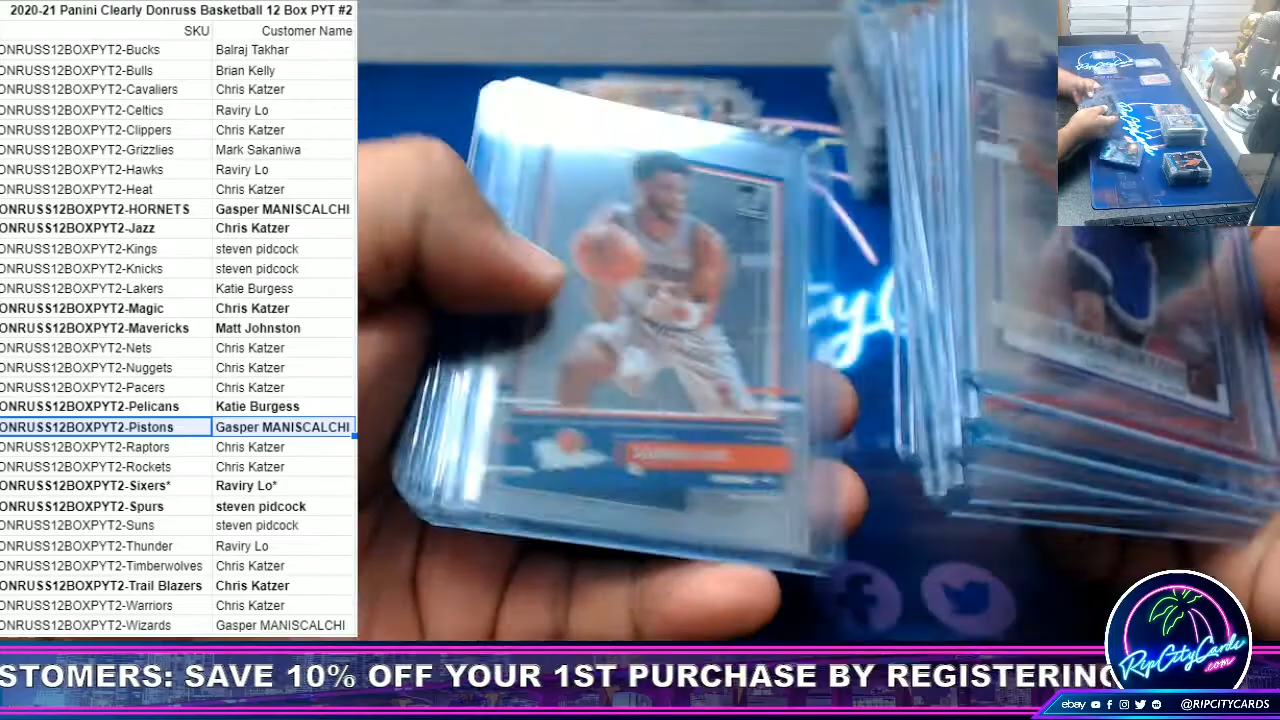 2020-21 Panini Clearly Donruss Basketball 12 Box PYT #2
SKU Customer Name
ONRUSS12BOXPYT2-Bucks Balraj Takhar
ONRUSS12BOXPYT2-Bulls Brian Kelly
ONRUSS12BOXPYT2-Cavaliers Chris Katzer
ONRUSS12BOXPYT2-Celtics Raviry Lo
ONRUSS12BOXPYT2-Clippers Chris Katzer
ONRUSS12BOXPYT2-Grizzlies Mark Sakaniwa
ONRUSS12BOXPYT2-Hawks Raviry Lo
ONRUSS12BOXPYT2-Heat Chris Katzer
ONRUSS12BOXPYT2-HORNETS Gasper MANISCALCHI
ONRUSS12BOXPYT2-Jazz Chris Katzer
ONRUSS12BOXPYT2-Kings steven pidcock
ONRUSS12BOXPYT2-Knicks steven pidcock
ONRUSS12BOXPYT2-Lakers Katie Burgess
ONRUSS12BOXPYT2-Magic Chris Katzer
ONRUSS12BOXPYT2-Mavericks Matt Johnston
ONRUSS12BOXPYT2-Nets Chris Katzer
ONRUSS12BOXPYT2-Nuggets Chris Katzer
ONRUSS12BOXPYT2-Pacers Chris Katzer
ONRUSS12BOXPYT2-Pelicans Katie Burgess
ONRUSS12BOXPYT2-Pistons Gasper MANISCALCHI
ONRUSS12BOXPYT2-Raptors Chris Katzer
ONRUSS12BOXPYT2-Rockets Chris Katzer
ONRUSS12BOXPYT2-Sixers* Raviry Lo*
ONRUSS12BOXPYT2-Spurs steven pidcock
ONRUSS12BOXPYT2-Suns steven pidcock
ONRUSS12BOXPYT2-Thunder Raviry Lo
ONRUSS12BOXPYT2-Timberwolves Chris Katzer
ONRUSS12BOXPYT2-Trail Blazers Chris Katzer
ONRUSS12BOXPYT2-Warriors Chris Katzer
ONRUSS12BOXPYT2-Wizards Gasper MANISCALCHI
STOMERS: SAVE 10% OFF YOUR 1ST PURCHASE BY REGISTERING
RipCityCards
.com
ebay @RIPCITYCARDS